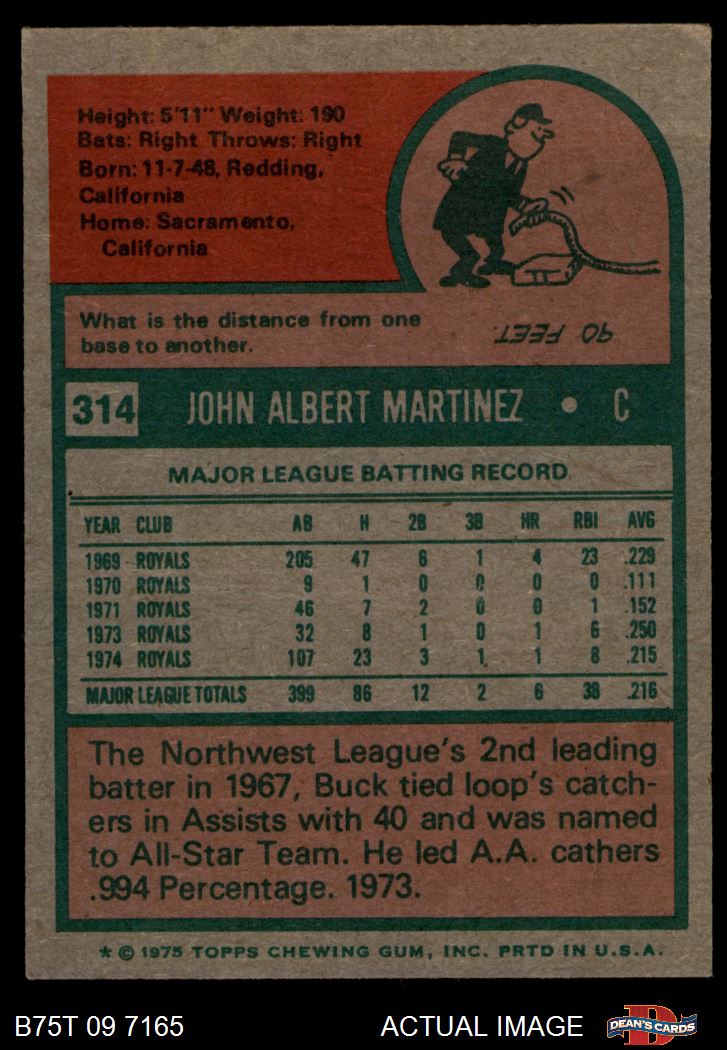 Height: 5'11" Weight: 190
Bats: Right Throws: Right
Born: 11-7-48, Redding,
California
Home: Sacramento,
California
What is the distance from one
base to another.
90 FEET.
314 JOHN ALBERT MARTINEZ • C
MAJOR LEAGUE BATTING RECORD
YEAR CLUB AB H 2B 3B HR RBI AVG
1969 ROYALS 205 47 6 1 4 23 .229
1970 ROYALS 9 1 0 0 0 0 .111
1971 ROYALS 46 7 2 0 0 1 .152
1973 ROYALS 32 8 1 0 1 6 .250
1974 ROYALS 107 23 3 1 1 8 .215
MAJOR LEAGUE TOTALS 399 86 12 2 6 38 .216
The Northwest League's 2nd leading
batter in 1967, Buck tied loop's catch-
ers in Assists with 40 and was named
to All-Star Team. He led A.A. cathers
.994 Percentage. 1973.
* © 1975 TOPPS CHEWING GUM, INC. PRTD IN U.S.A.
B75T 09 7165 ACTUAL IMAGE DEAN'S CARDS